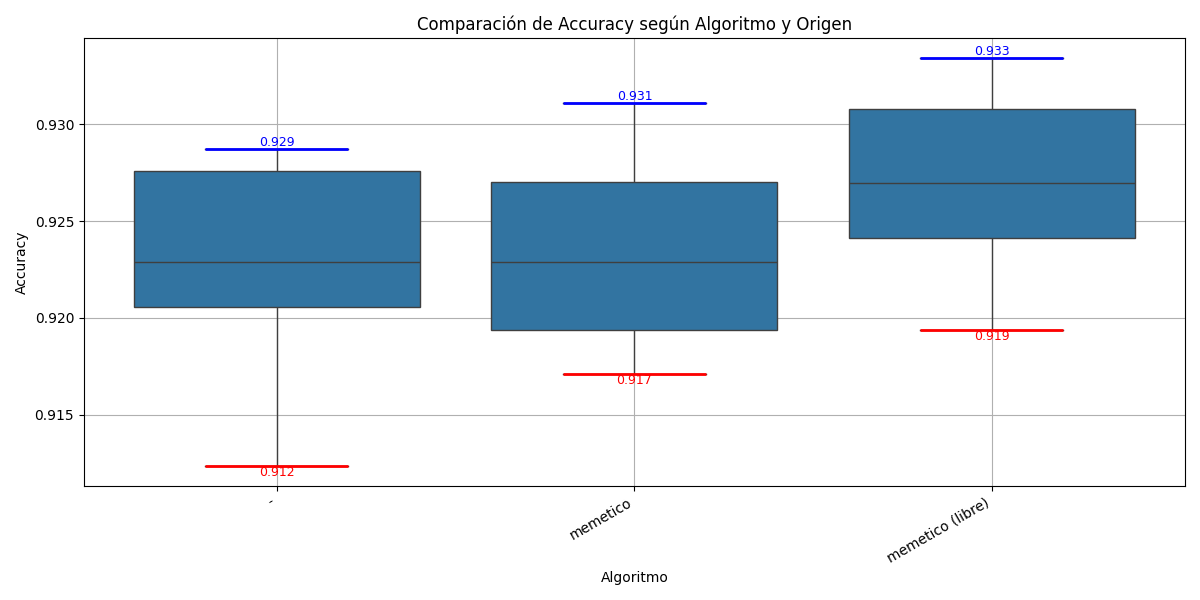 Comparación de Accuracy según Algoritmo y Origen
0.933
0.931
0.930
0.929
0.925
Accuracy
0.920
0.919
0.917
0.915
0.912
-
memetico
memetico (libre)
Algoritmo